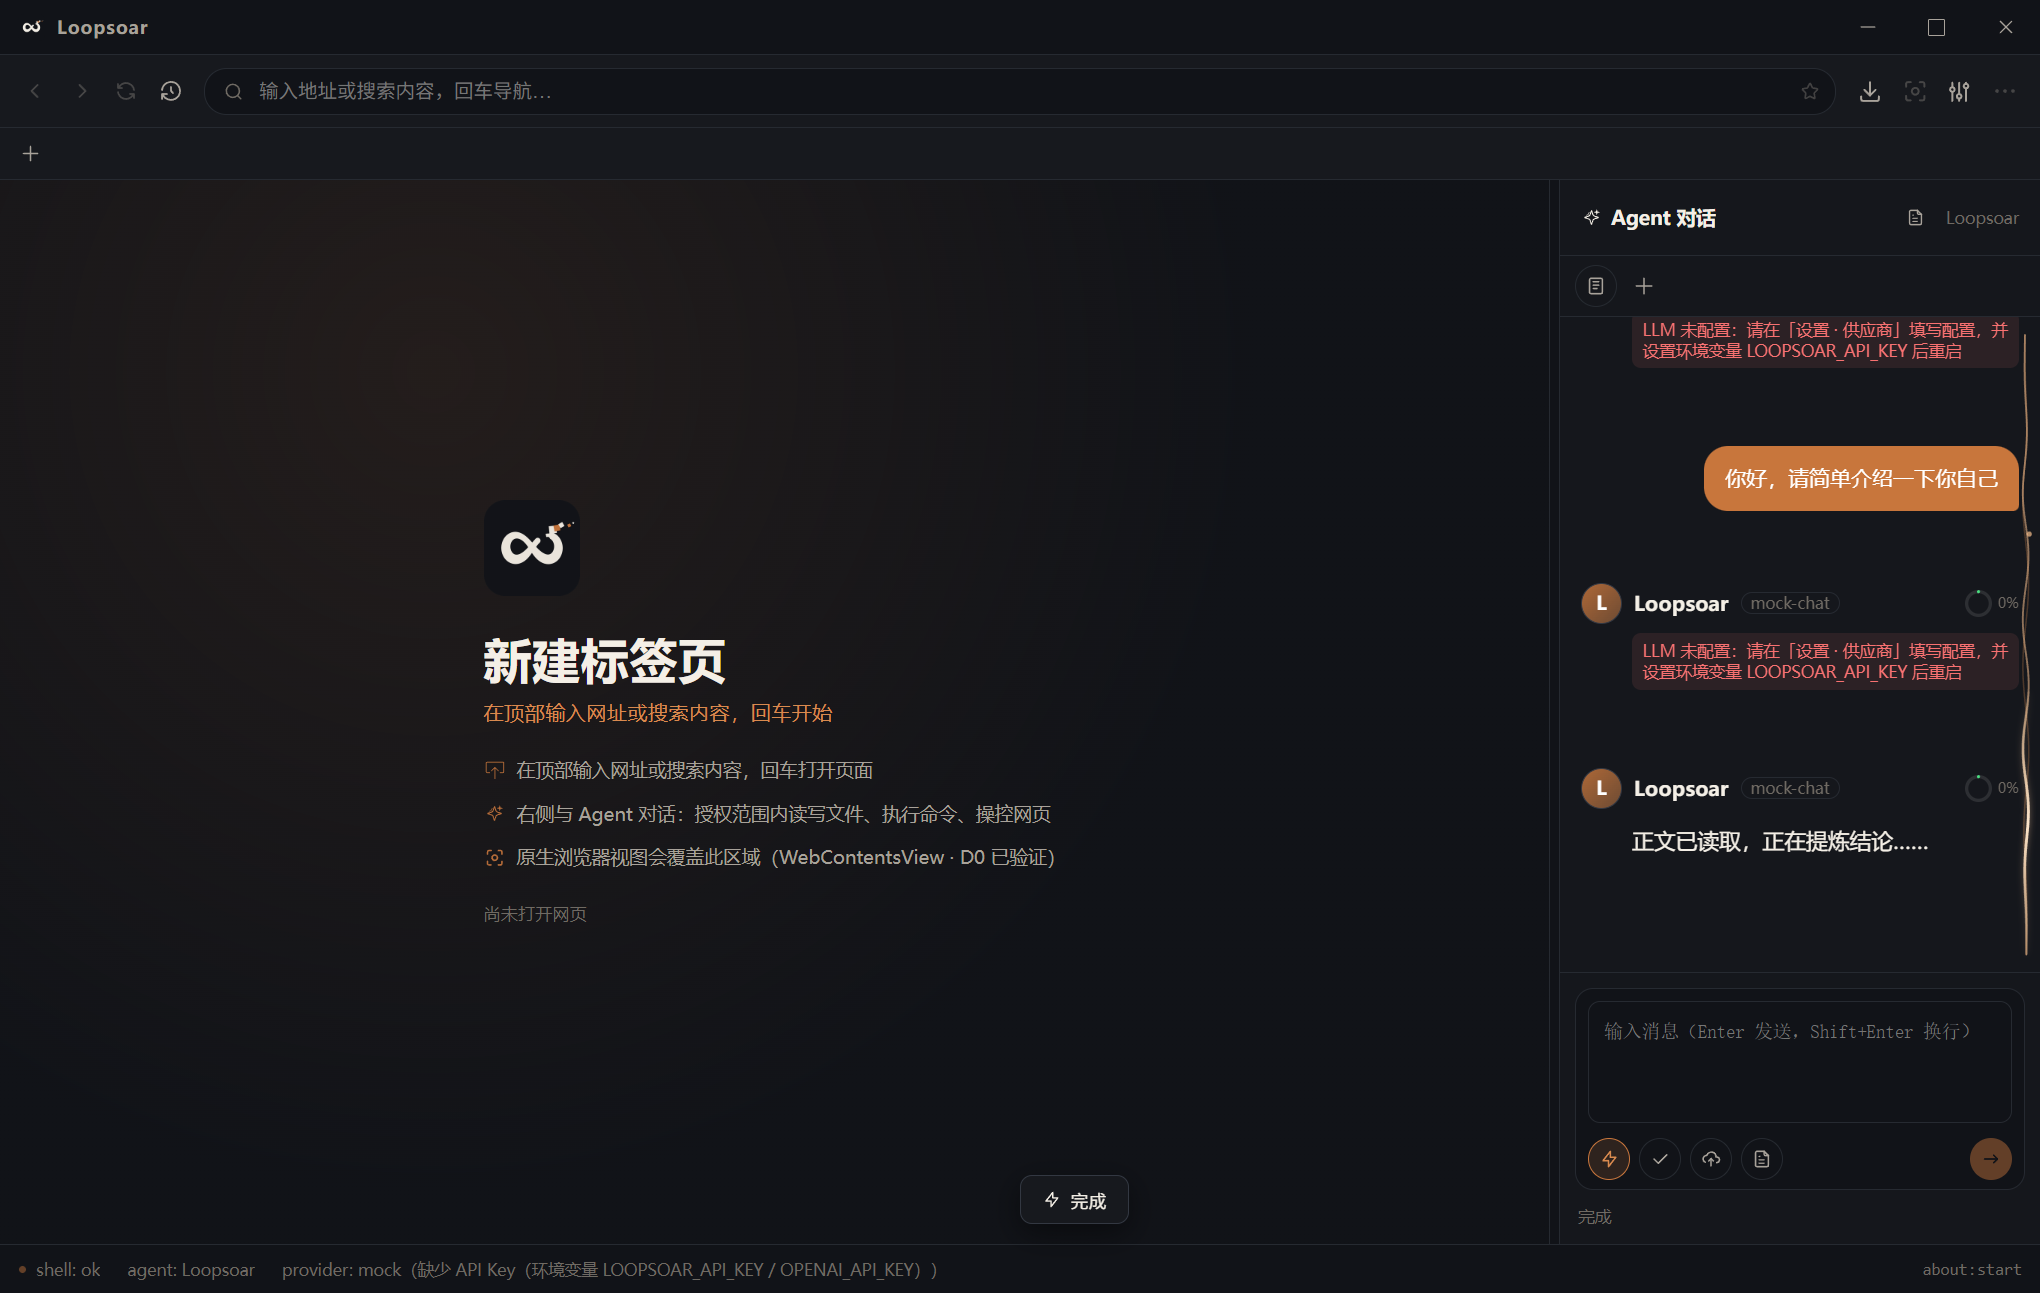 Loopsoar
输入地址或搜索内容，回车导航...
Agent 对话
Loopsoar
LLM 未配置：请在「设置 · 供应商」填写配置，并
设置环境变量 LOOPSOAR_API_KEY 后重启
你好，请简单介绍一下你自己
L Loopsoar mock-chat 0%
LLM 未配置：请在「设置 · 供应商」填写配置，并
设置环境变量 LOOPSOAR_API_KEY 后重启
L Loopsoar mock-chat 0%
正文已读取，正在提炼结论......
新建标签页
在顶部输入网址或搜索内容，回车开始
在顶部输入网址或搜索内容，回车打开页面
右侧与 Agent 对话：授权范围内读写文件、执行命令、操控网页
原生浏览器视图会覆盖此区域（WebContentsView · D0 已验证）
尚未打开网页
完成
输入消息（Enter 发送，Shift+Enter 换行）
完成
shell: ok agent: Loopsoar provider: mock（缺少 API Key（环境变量 LOOPSOAR_API_KEY / OPENAI_API_KEY））
about:start